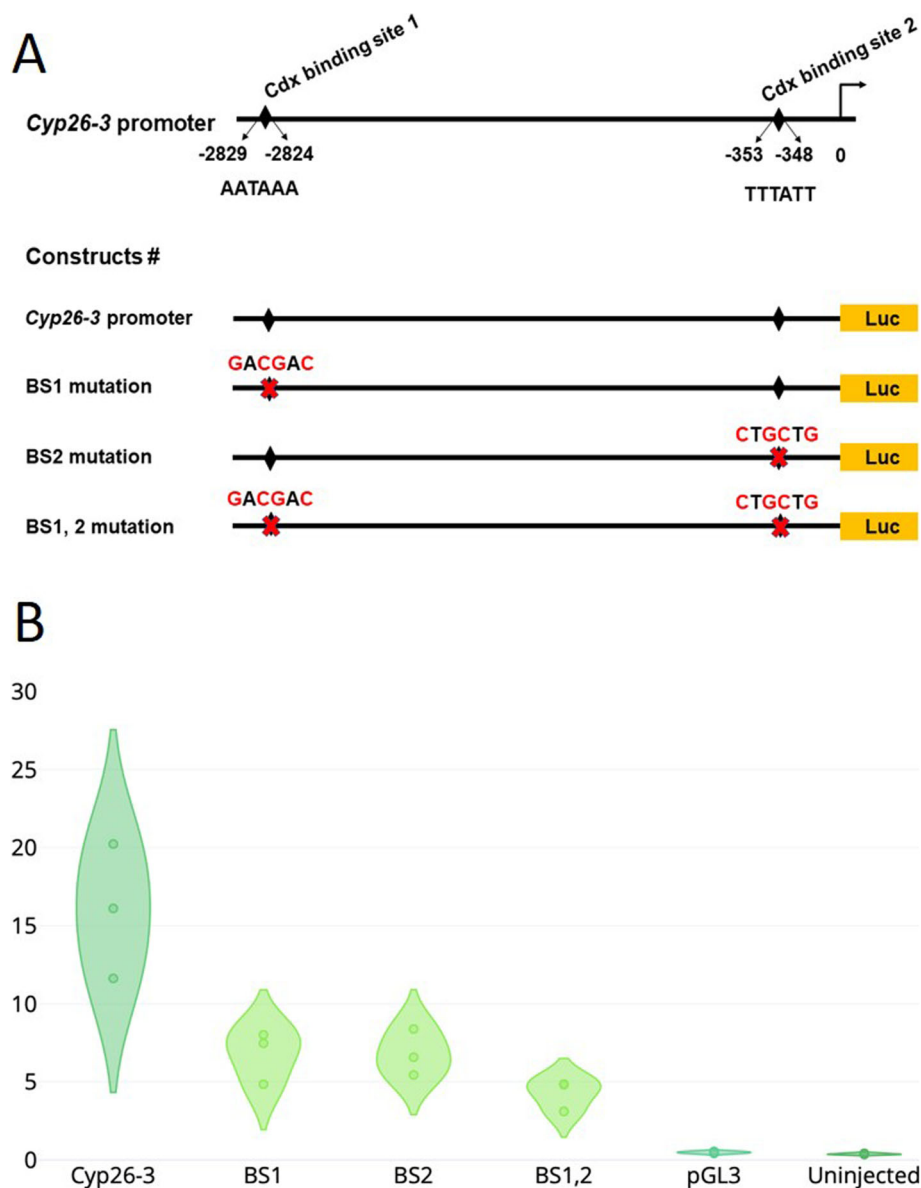 A
Cdx binding site 1
Cdx binding site 2
Cyp26-3 promoter
-2829 -2824
-353 -348 0
AATAAA
TTTATT
Constructs #
Cyp26-3 promoter
Luc
GACGAC
BS1 mutation
Luc
CTGCTG
BS2 mutation
Luc
GACGAC
CTGCTG
BS1, 2 mutation
Luc
B
30
25
20
15
10
5
0
Cyp26-3 BS1 BS2 BS1,2 pGL3 Uninjected